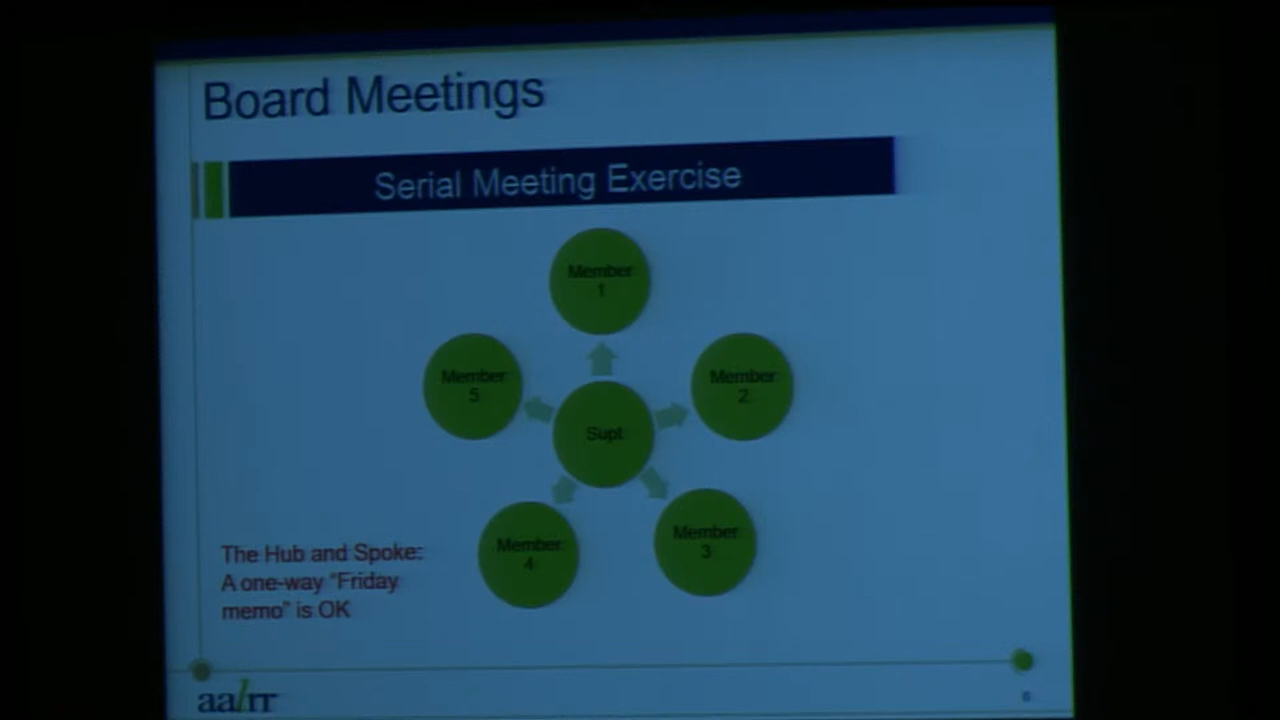 Board Meetings
Serial Meeting Exercise
Member
1
Member
5
Member
2
Supt
Member
4
Member
3
The Hub and Spoke:
A one-way "Friday
memo" is OK
aalrr
6